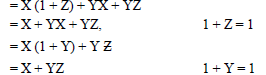 = X (1 + Z) + YX + YZ
= X + YX + YZ, 1 + Z = 1
= X (1 + Y) + Y Z
= X + YZ 1 + Y = 1